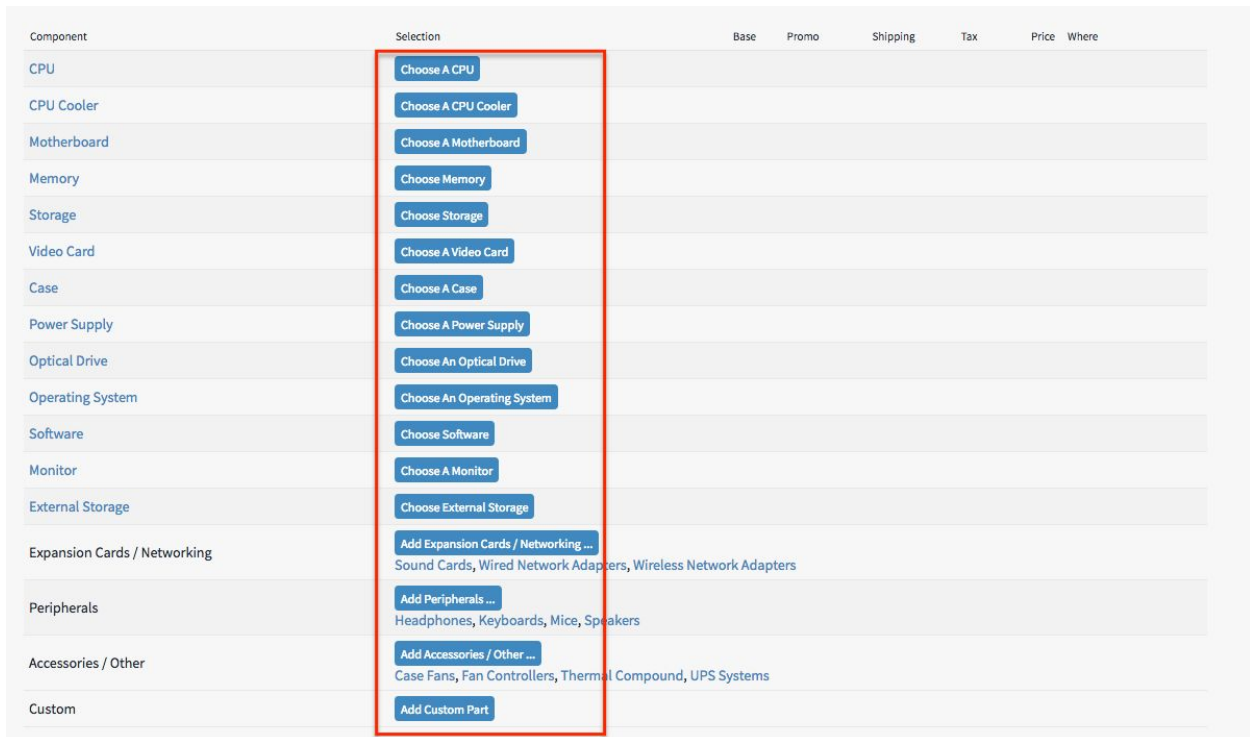 Component Selection Base Promo Shipping Tax Price Where
CPU Choose A CPU
CPU Cooler Choose A CPU Cooler
Motherboard Choose A Motherboard
Memory Choose Memory
Storage Choose Storage
Video Card Choose A Video Card
Case Choose A Case
Power Supply Choose A Power Supply
Optical Drive Choose An Optical Drive
Operating System Choose An Operating System
Software Choose Software
Monitor Choose A Monitor
External Storage Choose External Storage
Expansion Cards / Networking Add Expansion Cards / Networking ...
Sound Cards, Wired Network Adapters, Wireless Network Adapters
Peripherals Add Peripherals ...
Headphones, Keyboards, Mice, Speakers
Accessories / Other Add Accessories / Other ...
Case Fans, Fan Controllers, Thermal Compound, UPS Systems
Custom Add Custom Part